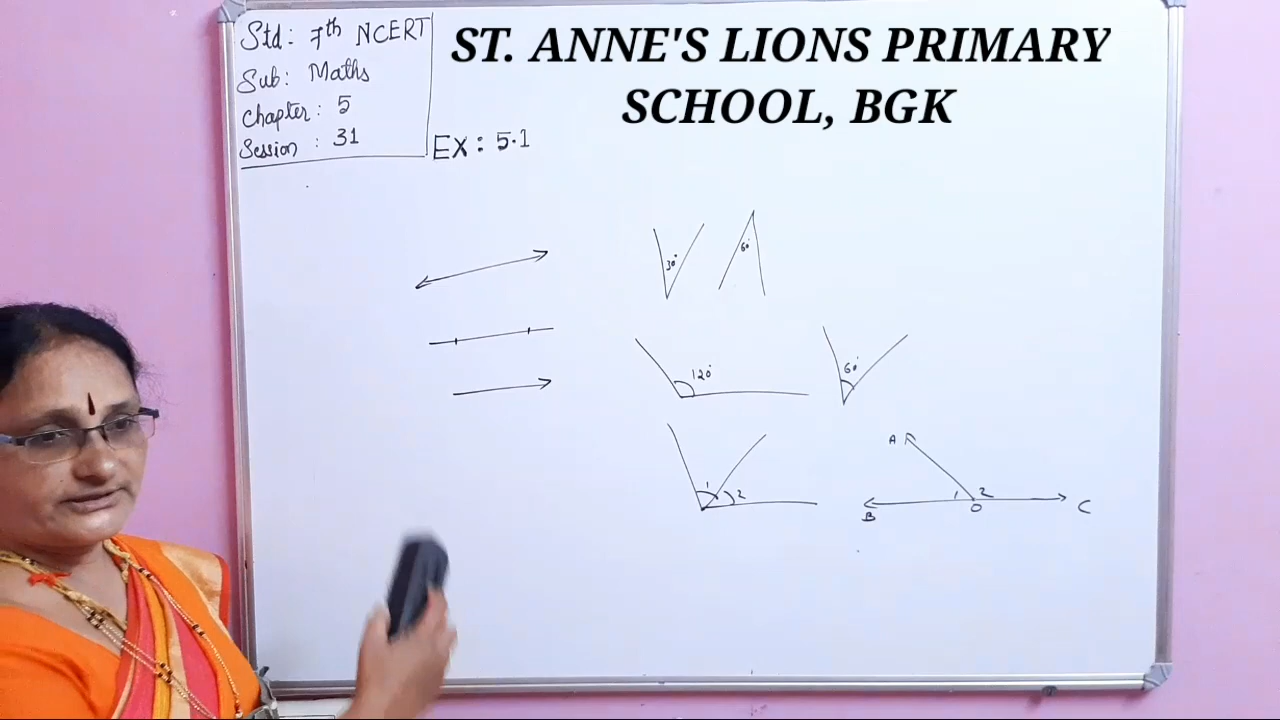 Std: 7th NCERT
Sub: Maths
Chapter: 5
Session: 31
ST. ANNE'S LIONS PRIMARY
SCHOOL, BGK
Ex: 5.1
30°
60°
120°
60°
1
2
A
1
2
B
O
C